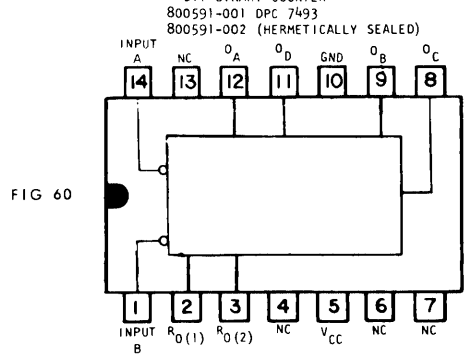 800591-001 DPC 7493
800591-002 (HERMETICALLY SEALED)
INPUT A NC OA OD GND OB OC
14 13 12 11 10 9 8
FIG 60
1 2 3 4 5 6 7
INPUT B RO(1) RO(2) NC VCC NC NC